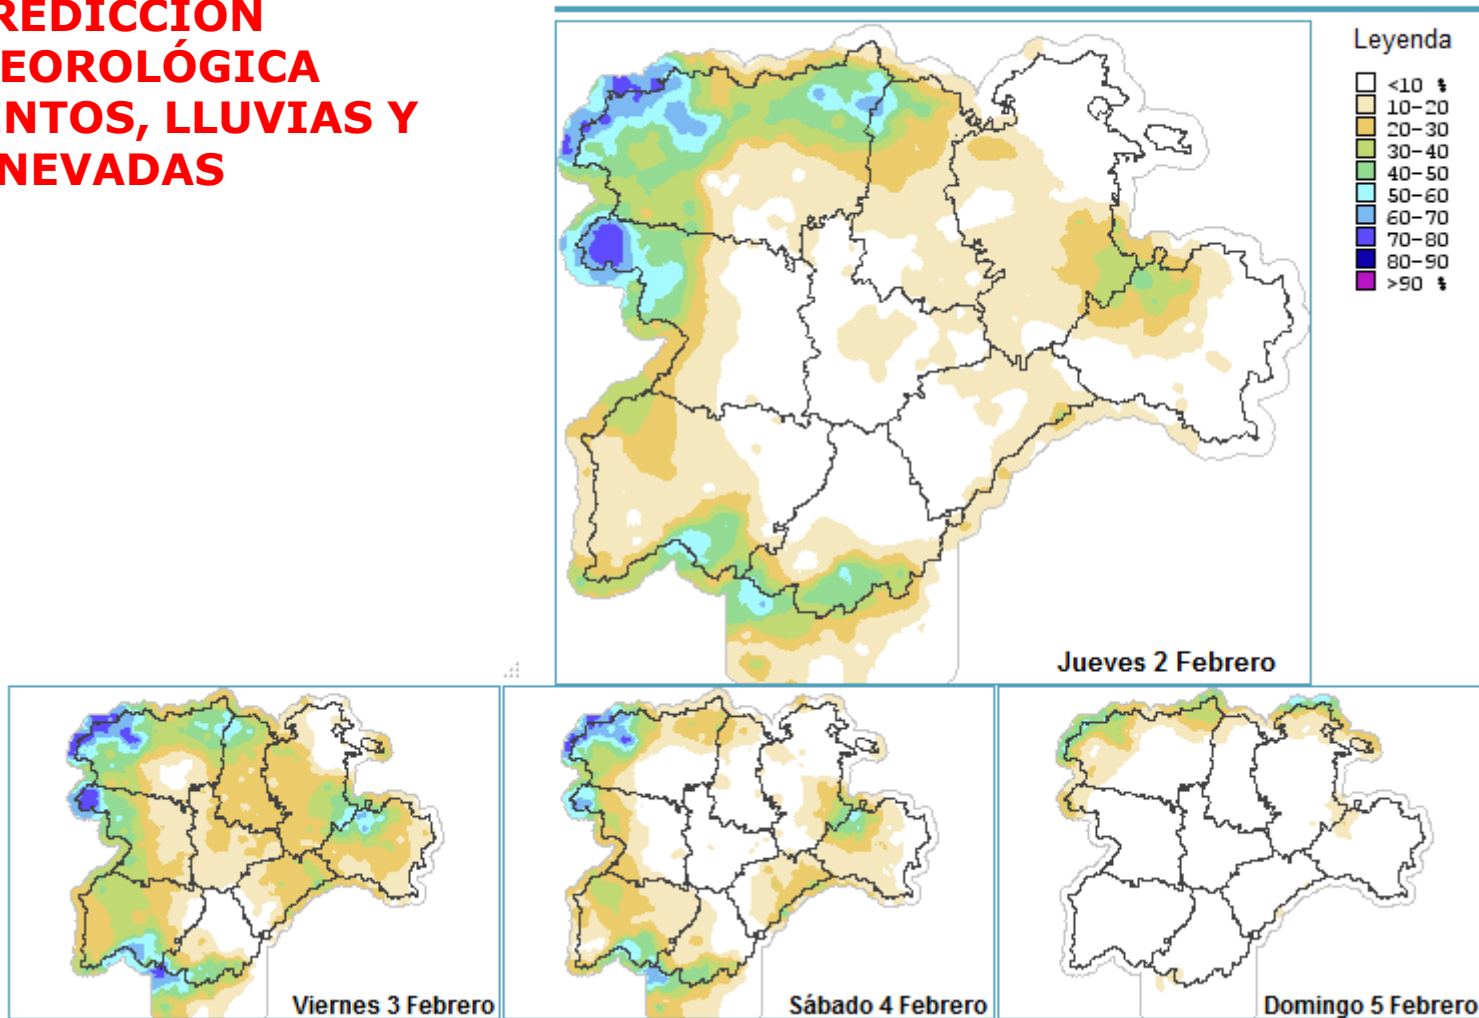 REDICCIÓN
EOROLÓGICA
NTOS, LLUVIAS Y
NEVADAS
Leyenda
<10 %
10-20
20-30
30-40
40-50
50-60
60-70
70-80
80-90
>90 %
Jueves 2 Febrero
Viernes 3 Febrero
Sábado 4 Febrero
Domingo 5 Febrero